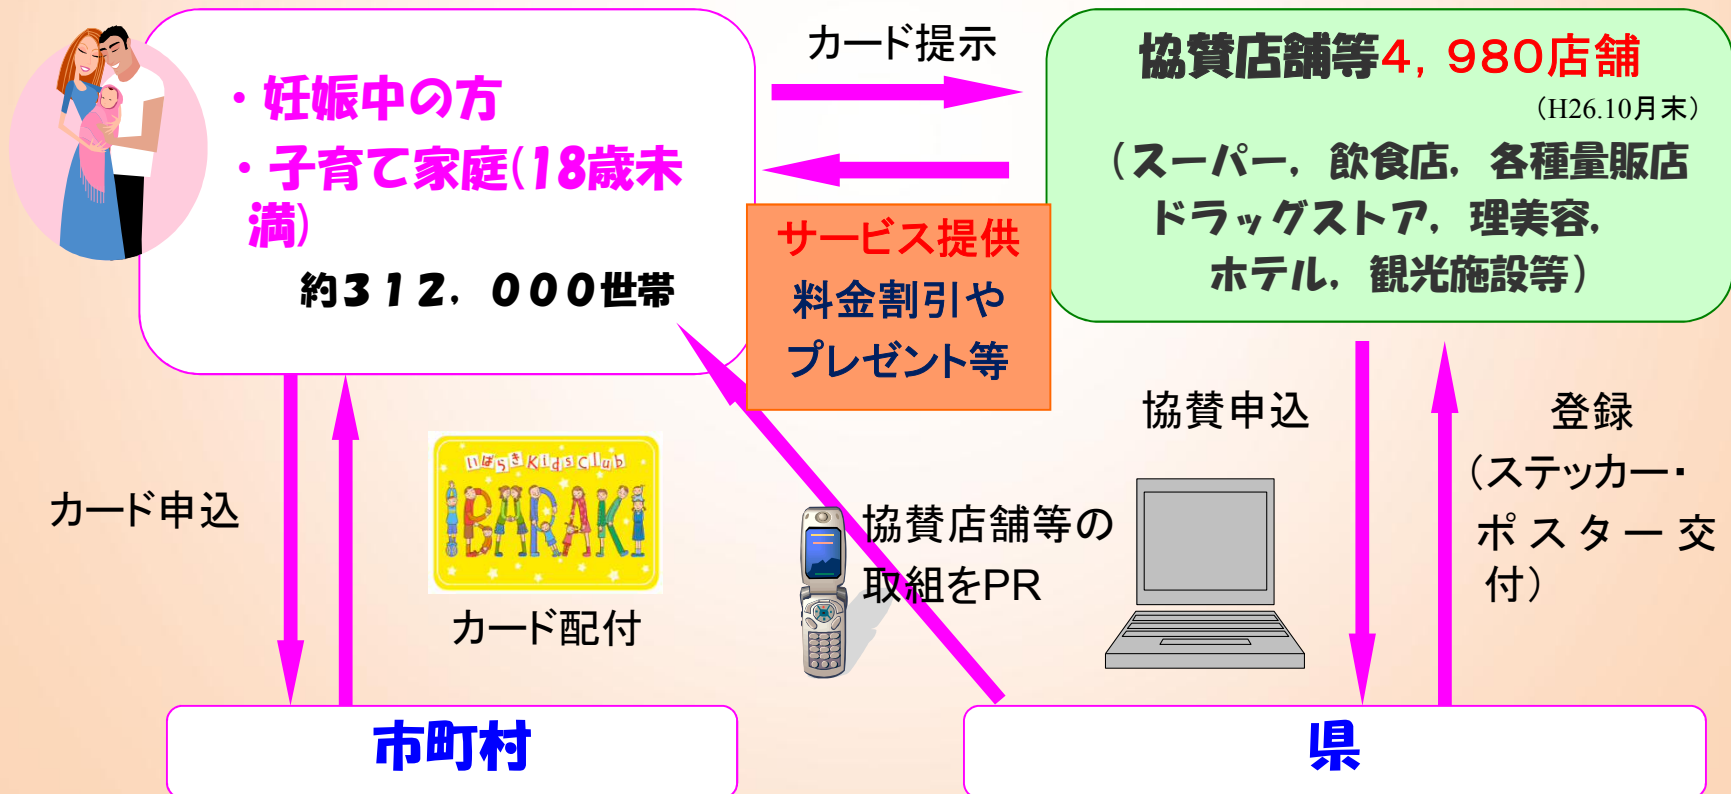 ・妊娠中の方
・子育て家庭(18歳未
満)
約312，000世帯
カード提示
サービス提供
料金割引や
プレゼント等
協賛店舗等4，980店舗
（H26.10月末）
（スーパー，飲食店，各種量販店
ドラッグストア，理美容，
ホテル，観光施設等）
カード申込
いばらきKidsClub
IBARAKI
カード配付
協賛店舗等の
取組をPR
協賛申込
登録
（ステッカー・
ポスター交
付）
市町村
県